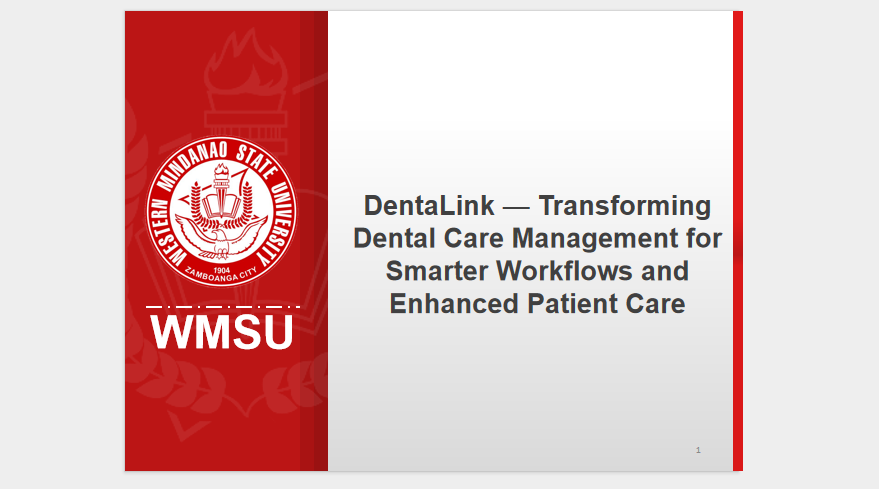 WESTERN MINDANAO STATE UNIVERSITY
1904
ZAMBOANGA CITY
WMSU
DentaLink — Transforming
Dental Care Management for
Smarter Workflows and
Enhanced Patient Care
1